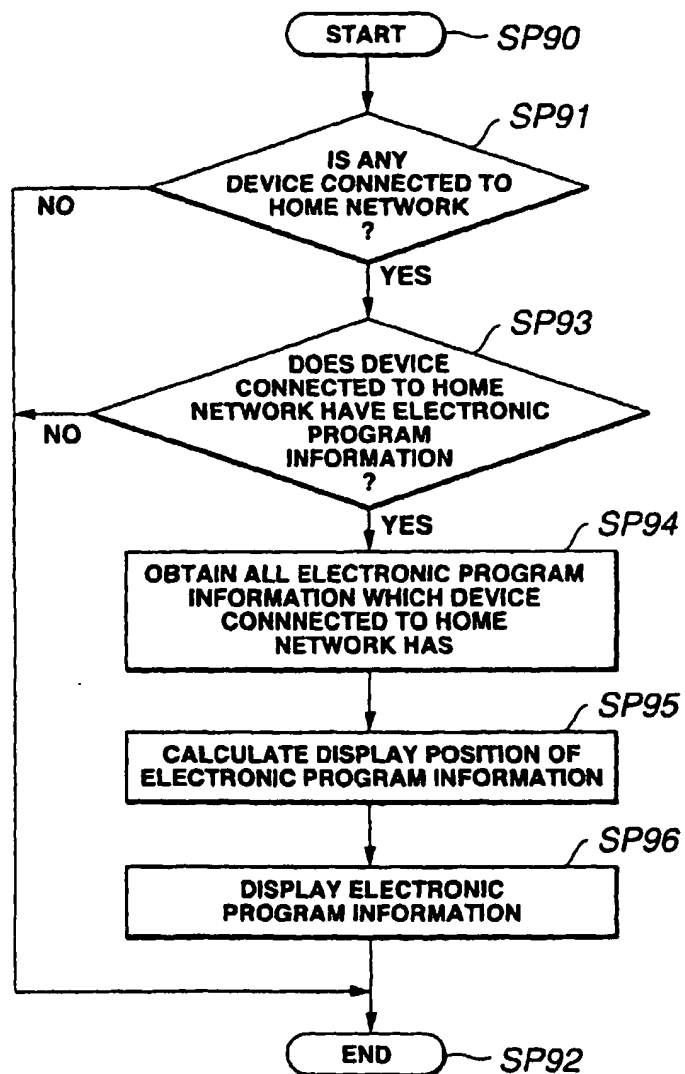 START
SP90
SP91
IS ANY
DEVICE CONNECTED TO
HOME NETWORK
?
NO
YES
SP93
DOES DEVICE
CONNECTED TO HOME
NETWORK HAVE ELECTRONIC
PROGRAM
INFORMATION
?
NO
YES
SP94
OBTAIN ALL ELECTRONIC PROGRAM
INFORMATION WHICH DEVICE
CONNNECTED TO HOME
NETWORK HAS
SP95
CALCULATE DISPLAY POSITION OF
ELECTRONIC PROGRAM INFORMATION
SP96
DISPLAY ELECTRONIC
PROGRAM INFORMATION
END
SP92